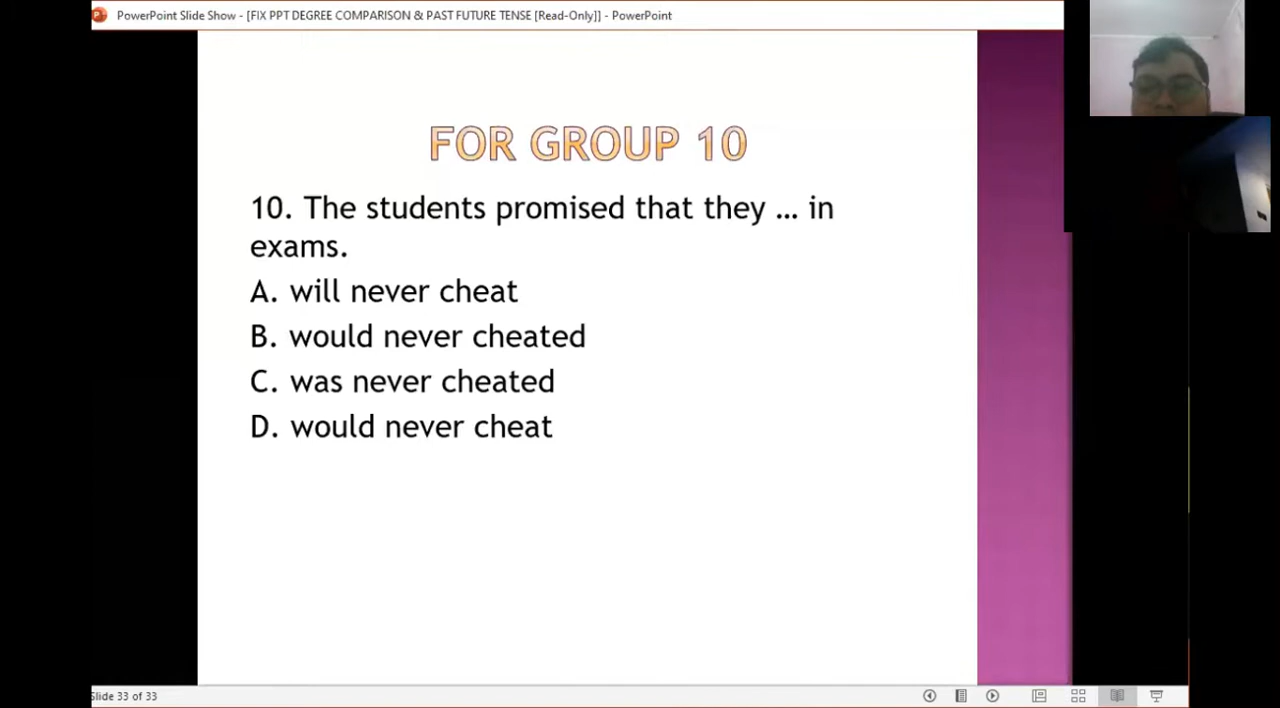 PowerPoint Slide Show - [FIX PPT DEGREE COMPARISON & PAST FUTURE TENSE [Read-Only]] - PowerPoint
FOR GROUP 10
10. The students promised that they ... in
exams.
A. will never cheat
B. would never cheated
C. was never cheated
D. would never cheat
Slide 33 of 33